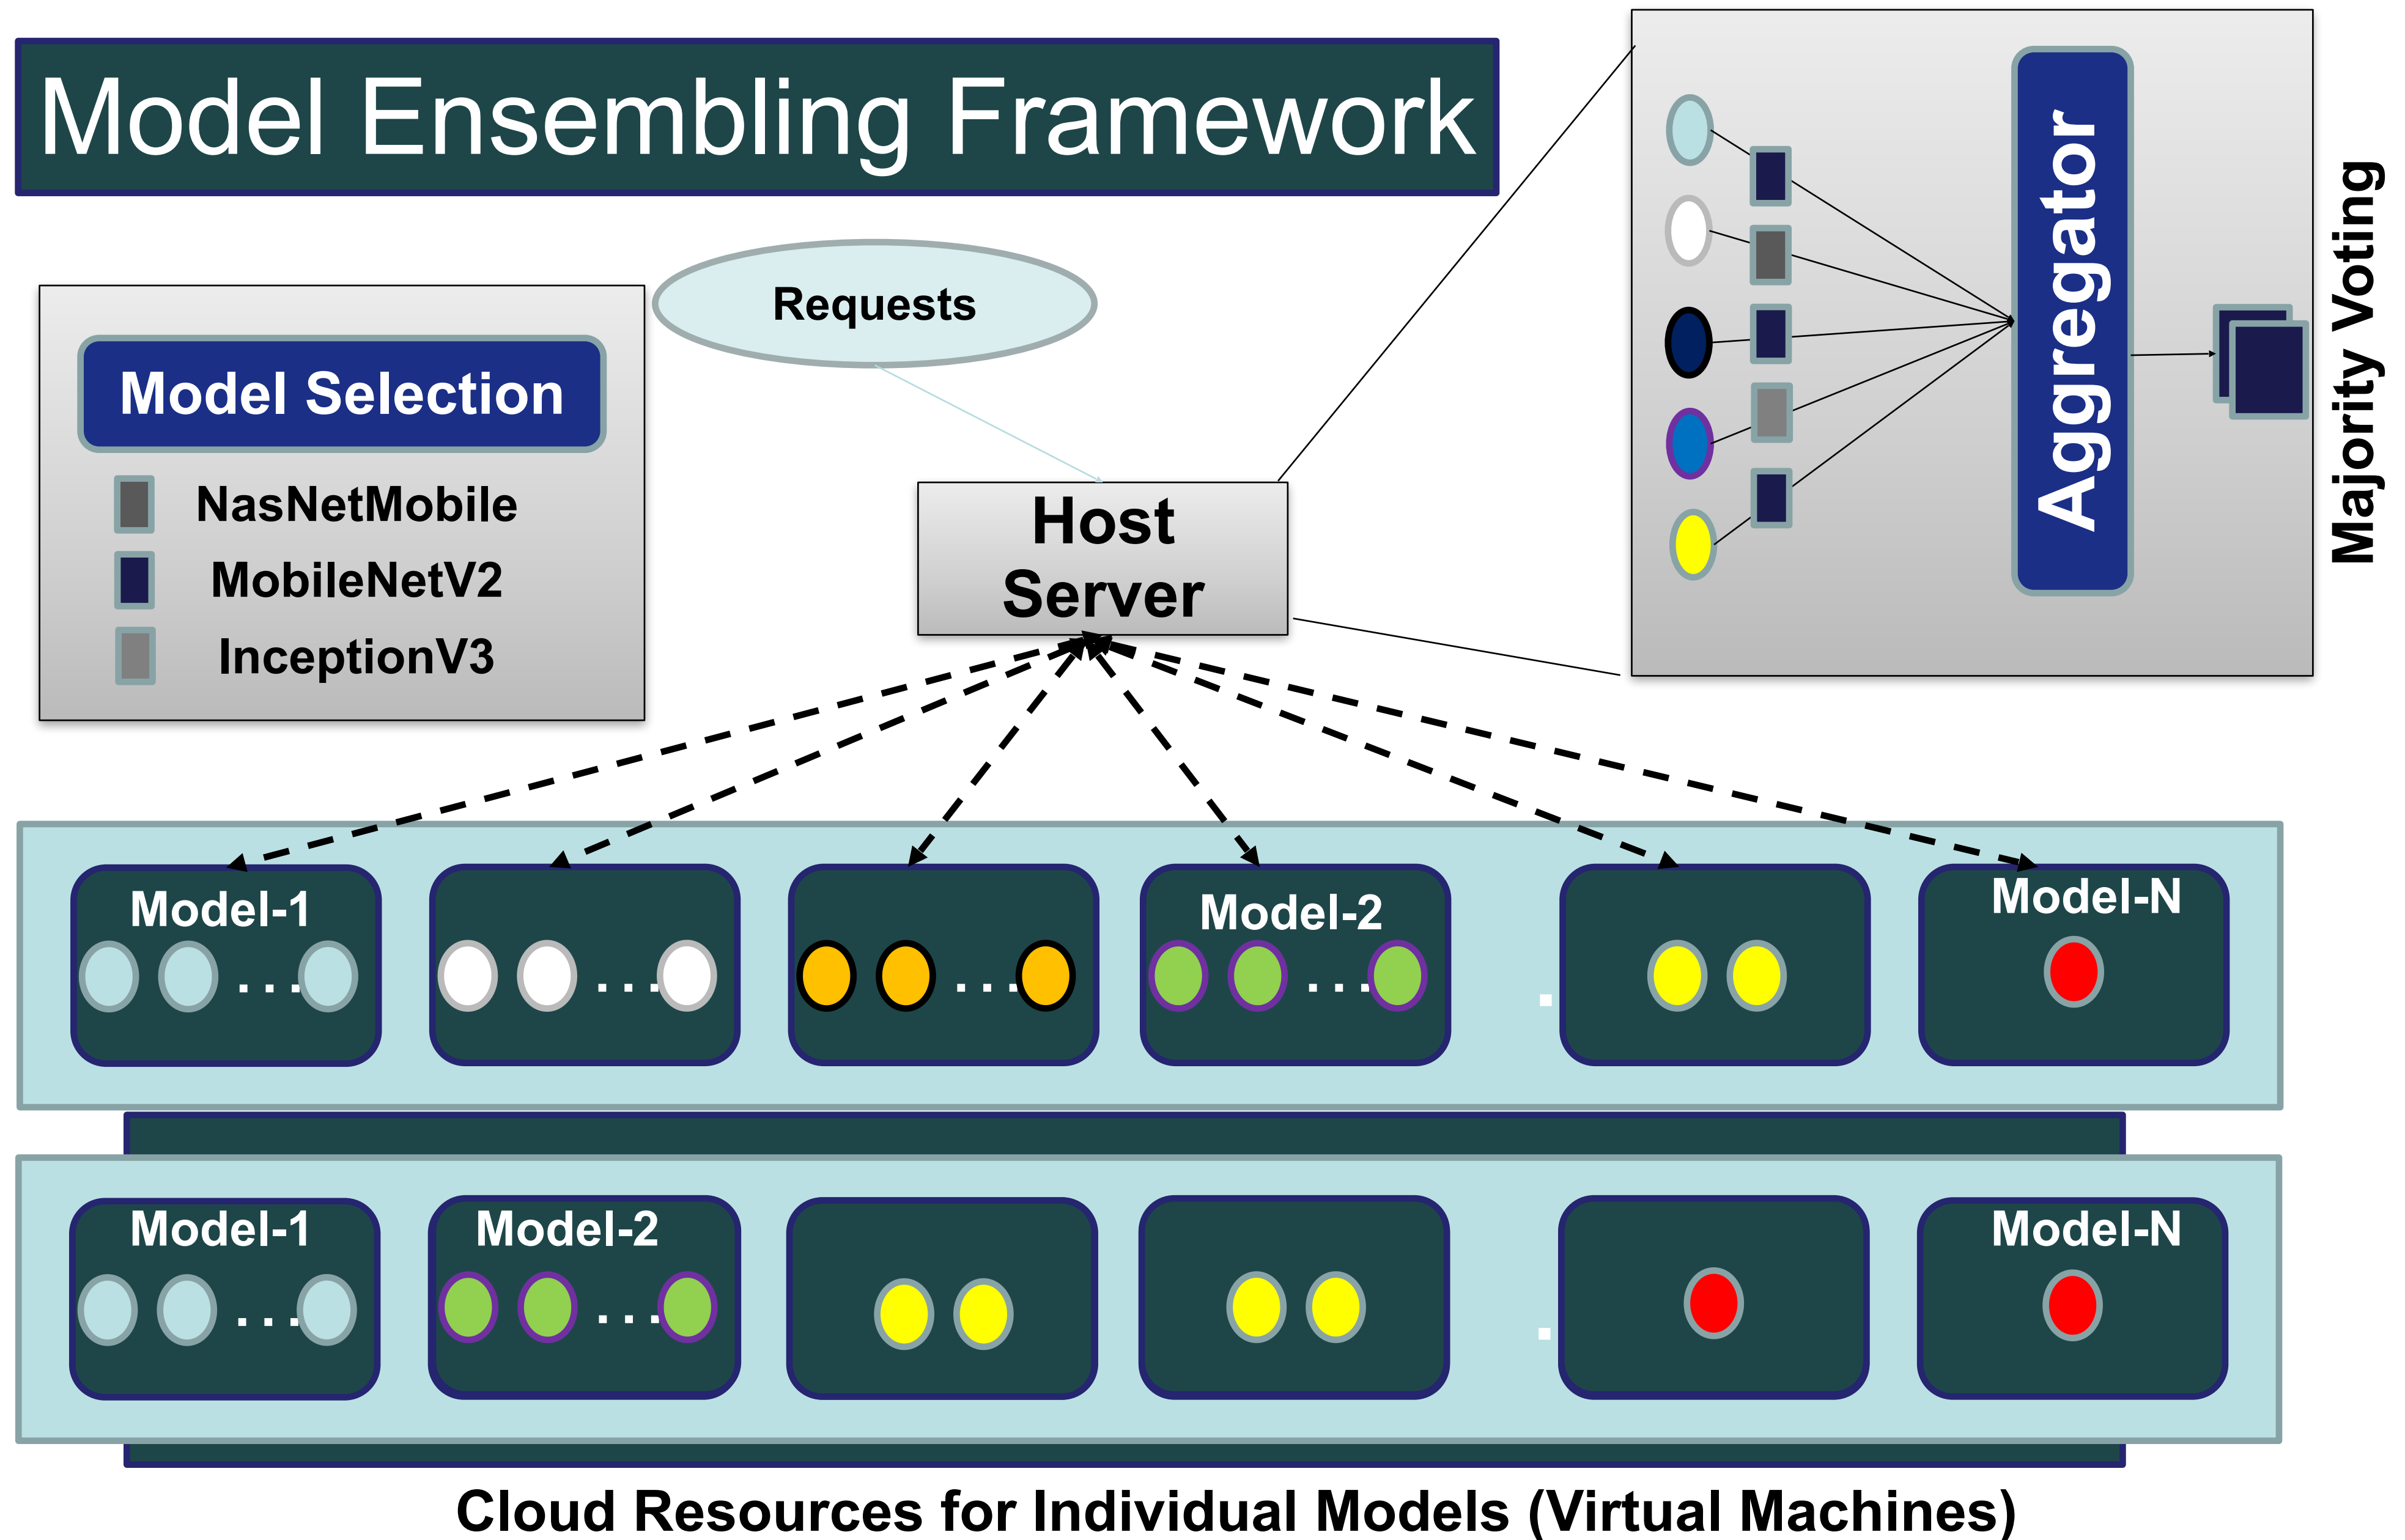 Model Ensembling Framework
Requests
Model Selection
NasNetMobile
MobileNetV2
InceptionV3
Host
Server
Aggregator
Majority Voting
Model-1
Model-2
Model-N
...
...
...
...
.
Model-1
Model-2
Model-N
...
...
.
Cloud Resources for Individual Models (Virtual Machines)